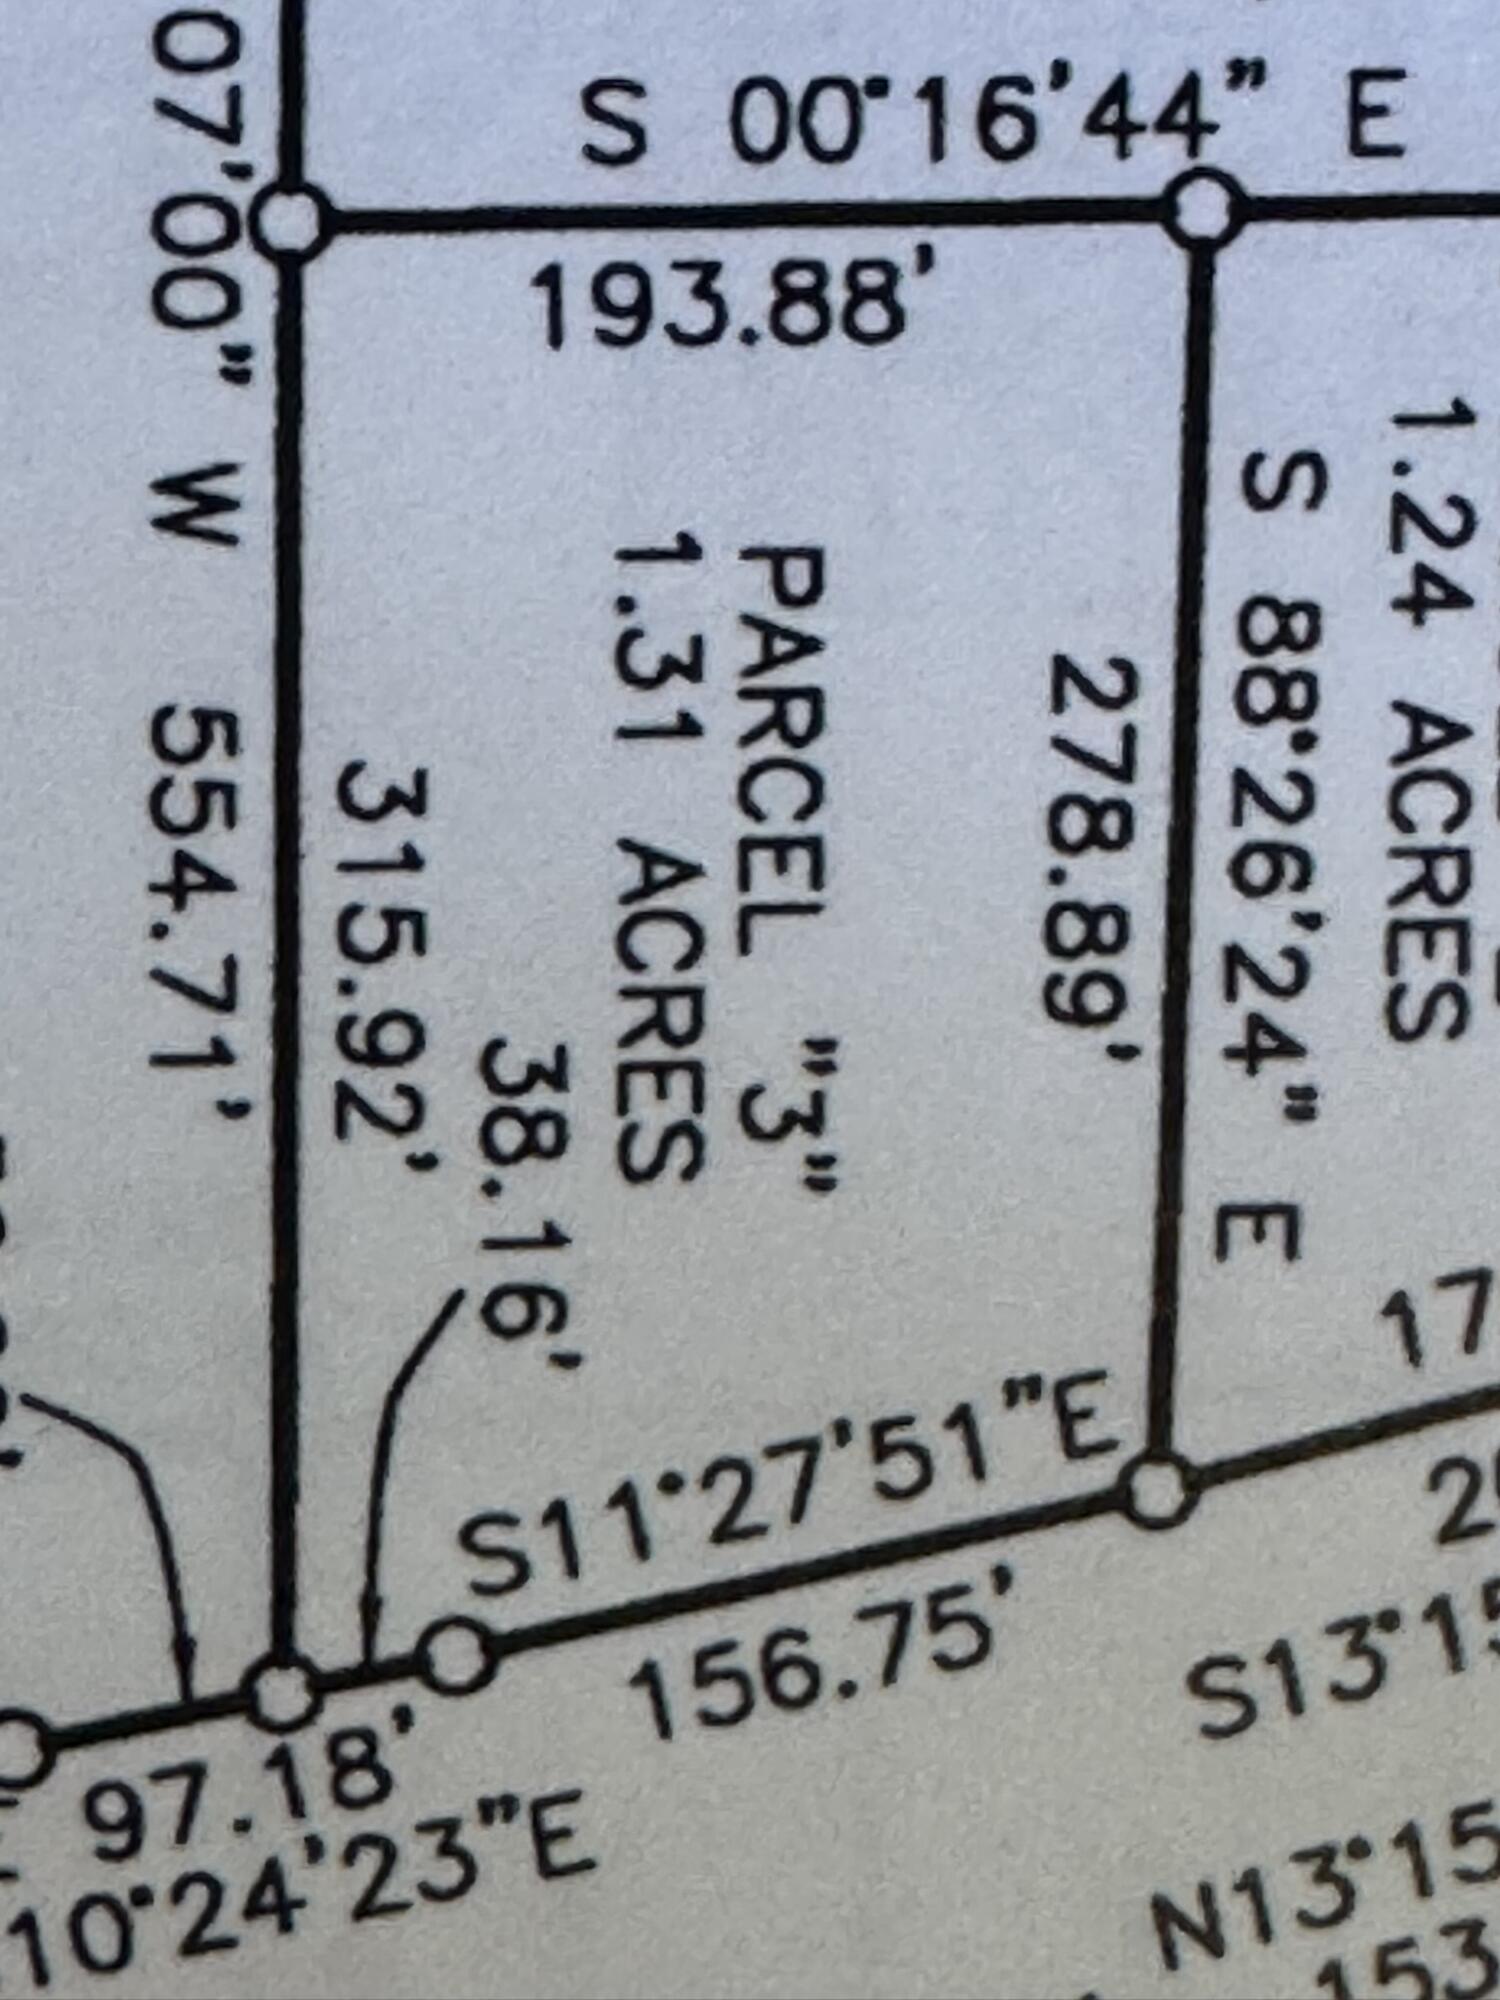 S 00°16'44" E
193.88'
07'00" W 554.71'
315.92'
38.16'
PARCEL "3"
1.31 ACRES
278.89'
S 88°26'24" E
1.24 ACRES
17
S11°27'51"E
156.75'
S13°15
97.18'
10°24'23"E
N13°15
153